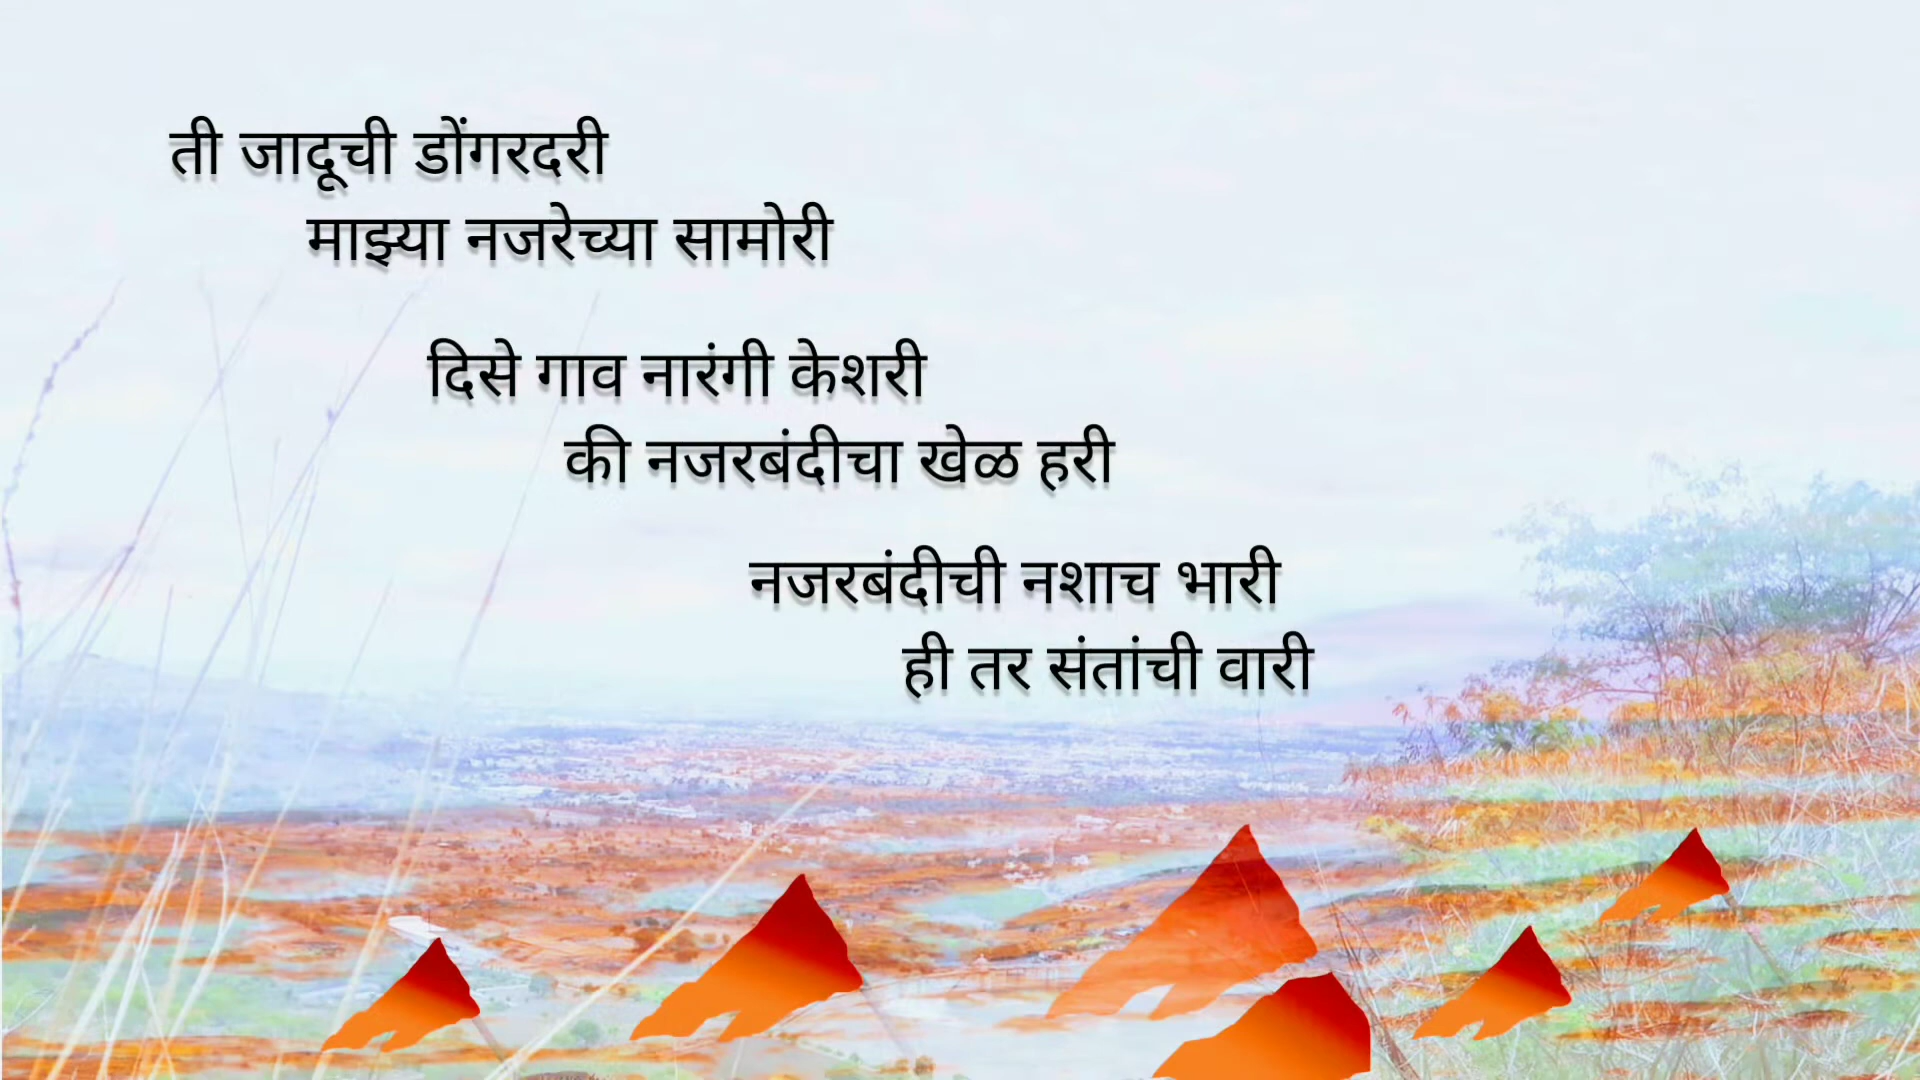 ती जादूची डोंगरदरी
माझ्या नजरेच्या सामोरी
दिसे गाव नारंगी केशरी
की नजरबंदीचा खेळ हरी
नजरबंदीची नशाच भारी
ही तर संतांची वारी